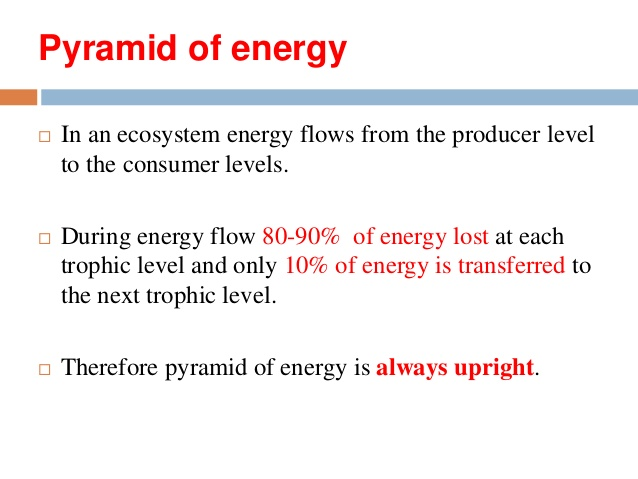 Pyramid of energy
In an ecosystem energy flows from the producer level
to the consumer levels.
During energy flow 80-90% of energy lost at each
trophic level and only 10% of energy is transferred to
the next trophic level.
Therefore pyramid of energy is always upright.